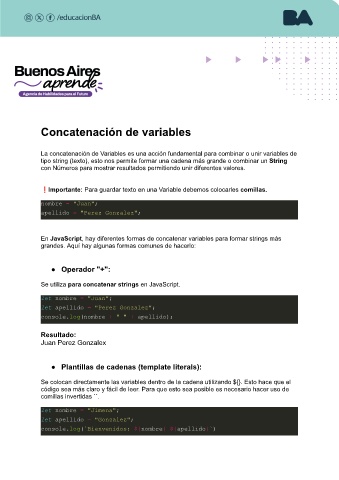 /educacionBA
BA
Buenos Aires
aprende
Agencia de Habilidades para el Futuro
Concatenación de variables
La concatenación de Variables es una acción fundamental para combinar o unir variables de
tipo string (texto), esto nos permite formar una cadena más grande o combinar un String
con Números para mostrar resultados permitiendo unir diferentes valores.
❗Importante: Para guardar texto en una Variable debemos colocarles comillas.
nombre = "Juan";
apellido = "Perez Gonzalez";
En JavaScript, hay diferentes formas de concatenar variables para formar strings más
grandes. Aquí hay algunas formas comunes de hacerlo:
● Operador "+":
Se utiliza para concatenar strings en JavaScript.
let nombre = "Juan";
let apellido = "Perez Gonzalez";
console.log(nombre + " " + apellido);
Resultado:
Juan Perez Gonzalex
● Plantillas de cadenas (template literals):
Se colocan directamente las variables dentro de la cadena utilizando ${}. Esto hace que el
código sea más claro y fácil de leer. Para que esto sea posible es necesario hacer uso de
comillas invertidas ``.
let nombre = "Jimena";
let apellido = "Gonzalez";
console.log(`Bienvenidos: ${nombre} ${apellido}`)